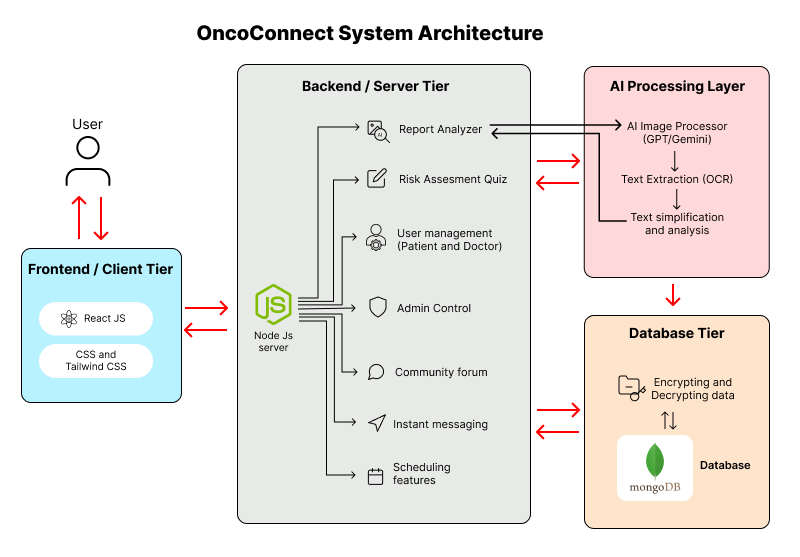 OncoConnect System Architecture
User
Frontend / Client Tier
React JS
CSS and
Tailwind CSS
Backend / Server Tier
JS
Node Js
server
AI
Report Analyzer
Risk Assesment Quiz
User management
(Patient and Doctor)
Admin Control
Community forum
Instant messaging
Scheduling
features
AI Processing Layer
AI Image Processor
(GPT/Gemini)
Text Extraction (OCR)
Text simplification
and analysis
Database Tier
Encrypting and
Decrypting data
mongoDB
Database